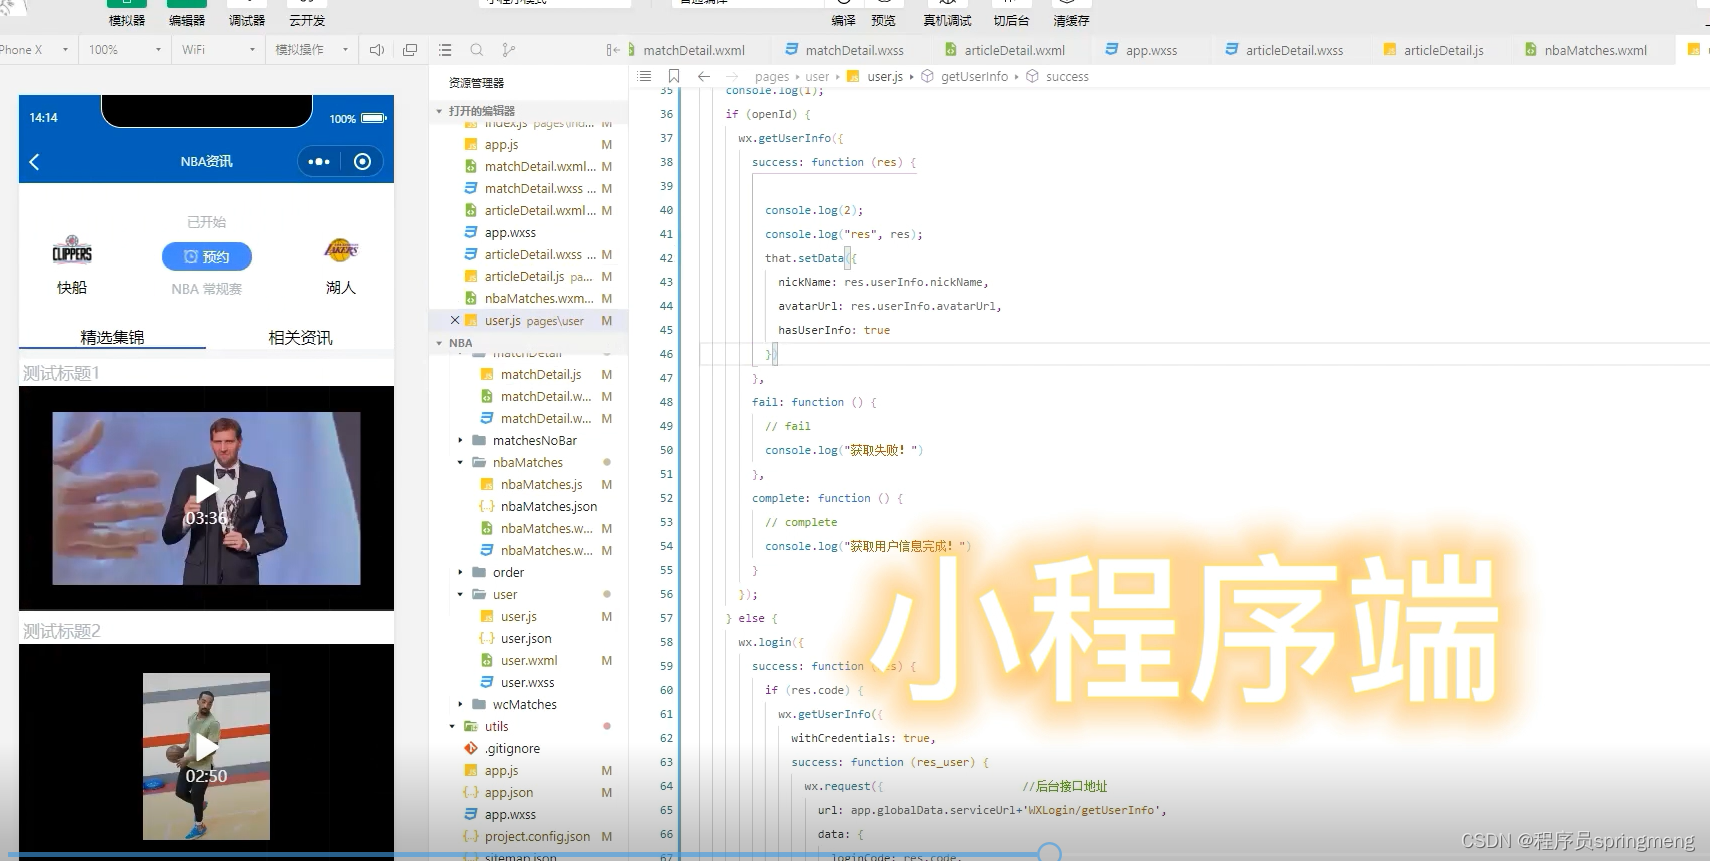 模拟器 编辑器 调试器 云开发 编译 预览 真机调试 切后台 清缓存
Phone X 100% WiFi 模拟操作
matchDetail.wxml matchDetail.wxss articleDetail.wxml app.wxss articleDetail.wxss articleDetail.js nbaMatches.wxml
pages › user › user.js › getUserInfo › success
14:14
100%
NBA资讯
已开始
CLIPPERS
LAKERS
预约
快船
NBA 常规赛
湖人
精选集锦
相关资讯
测试标题1
03:36
测试标题2
02:50
资源管理器
打开的编辑器
index.js pages\ind... M
app.js M
matchDetail.wxml... M
matchDetail.wxss ... M
articleDetail.wxml... M
app.wxss
articleDetail.wxss ... M
articleDetail.js pa... M
nbaMatches.wxm... M
user.js pages\user M
NBA
matchDetail
matchDetail.js M
matchDetail.w... M
matchDetail.w... M
matchesNoBar
nbaMatches
nbaMatches.js M
nbaMatches.json
nbaMatches.w... M
nbaMatches.w... M
order
user
user.js M
user.json
user.wxml M
user.wxss
wcMatches
utils
.gitignore
app.js M
app.json M
app.wxss
project.config.json M
sitemap.json
35 console.log(1);
36 if (openId) {
37 wx.getUserInfo({
38 success: function (res) {
39
40 console.log(2);
41 console.log("res", res);
42 that.setData({
43 nickName: res.userInfo.nickName,
44 avatarUrl: res.userInfo.avatarUrl,
45 hasUserInfo: true
46 })
47 },
48 fail: function () {
49 // fail
50 console.log("获取失败！")
51 },
52 complete: function () {
53 // complete
54 console.log("获取用户信息完成！")
55 }
56 });
57 } else {
58 wx.login({
59 success: function (res) {
60 if (res.code) {
61 wx.getUserInfo({
62 withCredentials: true,
63 success: function (res_user) {
64 wx.request({ //后台接口地址
65 url: app.globalData.serviceUrl+'WXLogin/getUserInfo',
66 data: {
67 loginCode: res.code,
小程序端
CSDN @程序员springmeng